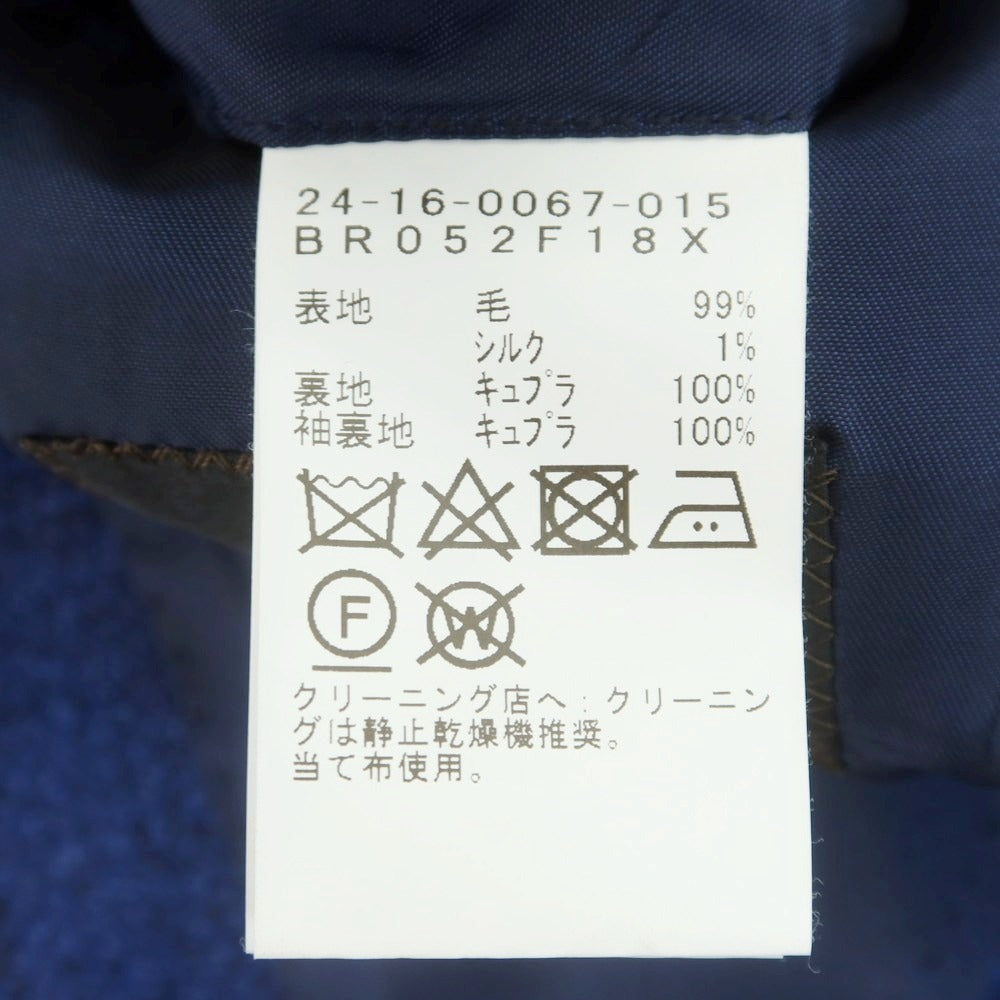 24-16-0067-015
BR052F18X
表地 毛 99%
シルク 1%
裏地 キュプラ 100%
袖裏地 キュプラ 100%
F W
クリーニング店へ：クリーニン
グは静止乾燥機推奨。
当て布使用。